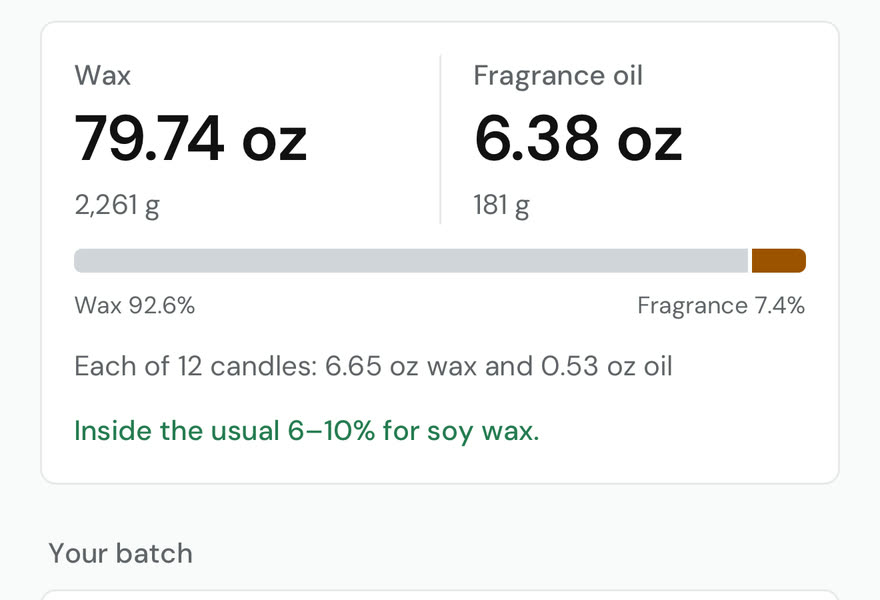 Wax
79.74 oz
2,261 g
Fragrance oil
6.38 oz
181 g
Wax 92.6%
Fragrance 7.4%
Each of 12 candles: 6.65 oz wax and 0.53 oz oil
Inside the usual 6–10% for soy wax.
Your batch